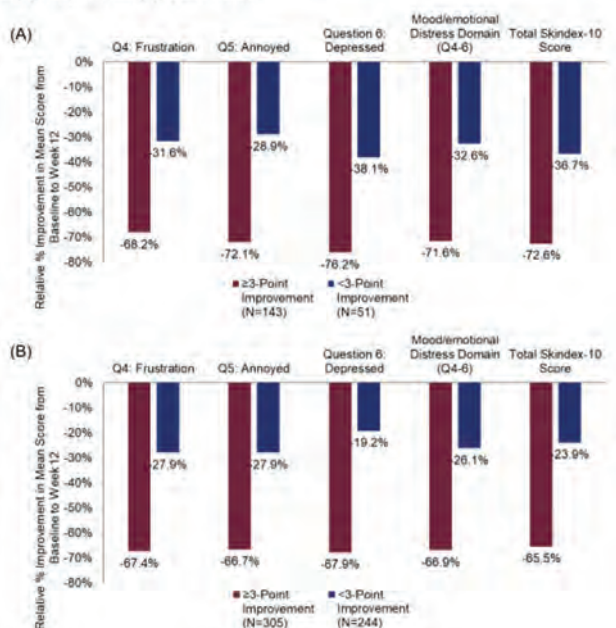 (A)
Q4: Frustration
Q5: Annoyed
Question 6:
Depressed
Mood/emotional
Distress Domain
(Q4-6)
Total Skindex-10
Score
Relative % Improvement in Mean Score from
Baseline to Week 12
0%
-10%
-20%
-30%
-40%
-50%
-60%
-70%
-80%
-68.2%
-31.6%
-72.1%
-28.9%
-76.2%
-38.1%
-71.6%
-32.6%
-72.6%
-36.7%
≥3-Point
Improvement
(N=143)
<3-Point
Improvement
(N=51)
(B)
Q4: Frustration
Q5: Annoyed
Question 6:
Depressed
Mood/emotional
Distress Domain
(Q4-6)
Total Skindex-10
Score
Relative % Improvement in Mean Score from
Baseline to Week 12
0%
-10%
-20%
-30%
-40%
-50%
-60%
-70%
-80%
-67.4%
-27.9%
-66.7%
-27.9%
-67.9%
-19.2%
-66.9%
-26.1%
-65.5%
-23.9%
≥3-Point
Improvement
(N=305)
<3-Point
Improvement
(N=244)